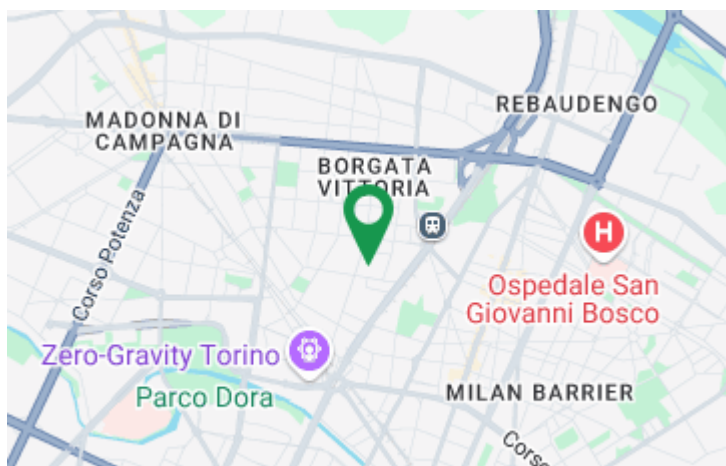 REBAUDENGO
MADONNA DI
CAMPAGNA
BORGATA
VITTORIA
Corso Potenza
H
Ospedale San
Giovanni Bosco
Zero-Gravity Torino
Parco Dora
MILAN BARRIER
Corso